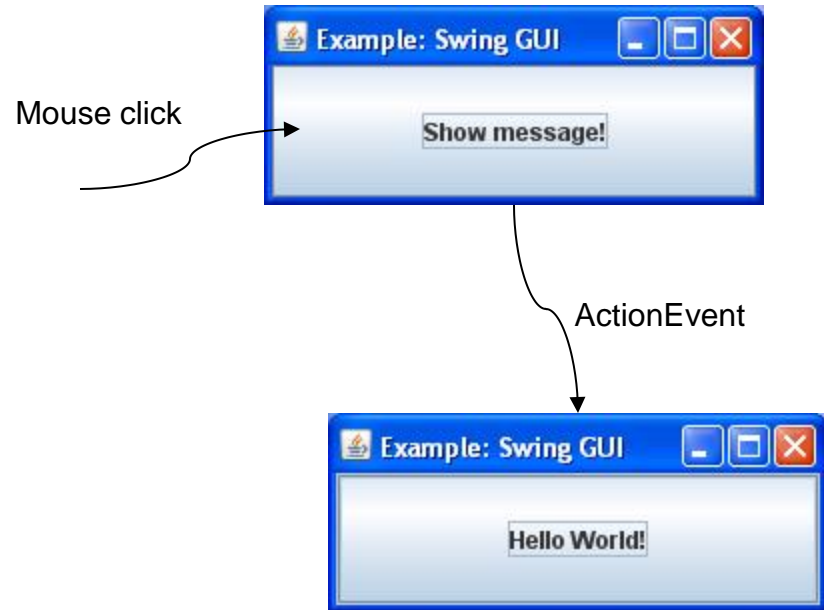 Example: Swing GUI
Mouse click
Show message!
ActionEvent
Example: Swing GUI
Hello World!